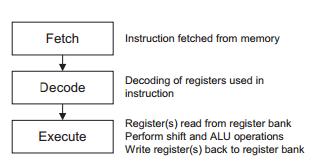 Fetch
Instruction fetched from memory
Decode
Decoding of registers used in
instruction
Execute
Register(s) read from register bank
Perform shift and ALU operations
Write register(s) back to register bank